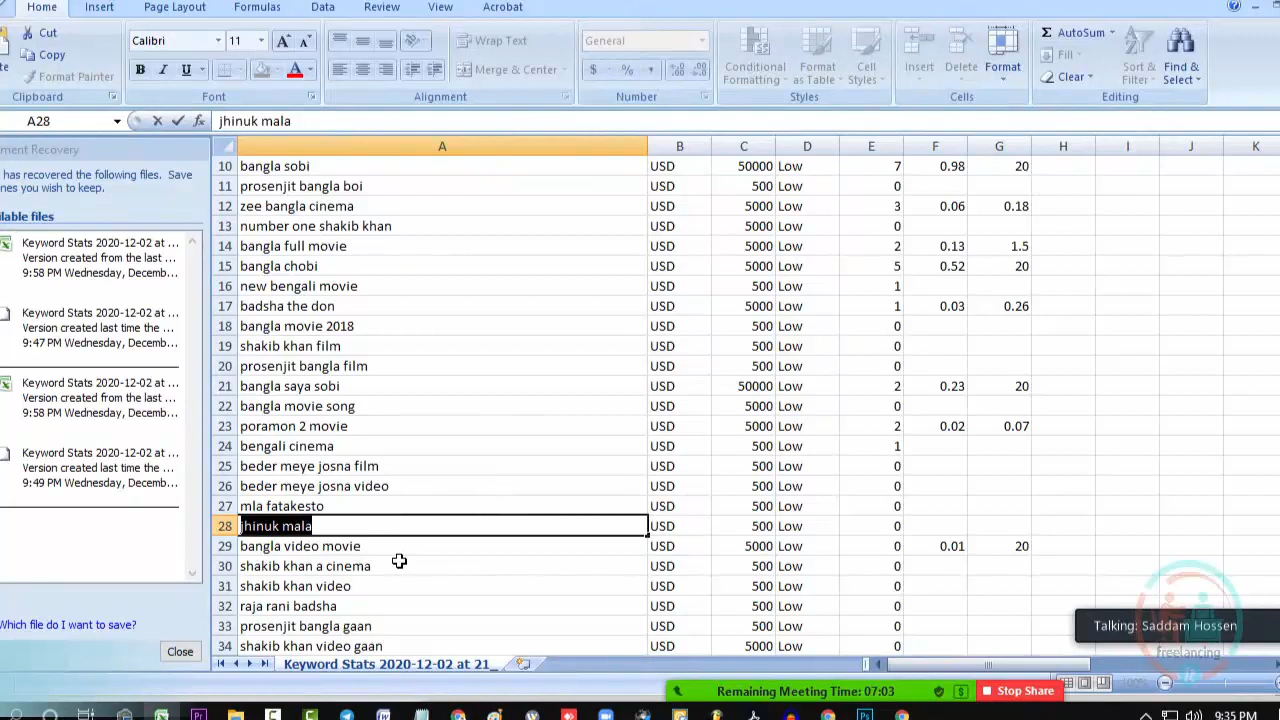 Home Insert Page Layout Formulas Data Review View Acrobat
Cut
Copy
Format Painter
Clipboard
Calibri 11
B I U
Font
Wrap Text
Merge & Center
Alignment
General
$ % ,
Number
Conditional Formatting
Format as Table
Cell Styles
Styles
Insert Delete Format
Cells
AutoSum
Fill
Clear
Sort & Filter
Find & Select
Editing
A28 fx jhinuk mala
ment Recovery
has recovered the following files. Save
nes you wish to keep.
ilable files
Keyword Stats 2020-12-02 at ...
Version created from the last ...
9:58 PM Wednesday, Decemb...
Keyword Stats 2020-12-02 at ...
Version created last time the ...
9:47 PM Wednesday, Decemb...
Keyword Stats 2020-12-02 at ...
Version created from the last ...
9:58 PM Wednesday, Decemb...
Keyword Stats 2020-12-02 at ...
Version created last time the ...
9:49 PM Wednesday, Decemb...
Which file do I want to save?
Close
A B C D E F G H I J K
10 bangla sobi USD 50000 Low 7 0.98 20
11 prosenjit bangla boi USD 500 Low 0
12 zee bangla cinema USD 5000 Low 3 0.06 0.18
13 number one shakib khan USD 5000 Low 0
14 bangla full movie USD 5000 Low 2 0.13 1.5
15 bangla chobi USD 5000 Low 5 0.52 20
16 new bengali movie USD 500 Low 1
17 badsha the don USD 5000 Low 1 0.03 0.26
18 bangla movie 2018 USD 500 Low 0
19 shakib khan film USD 500 Low 0
20 prosenjit bangla film USD 500 Low 0
21 bangla saya sobi USD 50000 Low 2 0.23 20
22 bangla movie song USD 5000 Low 0
23 poramon 2 movie USD 5000 Low 2 0.02 0.07
24 bengali cinema USD 500 Low 1
25 beder meye josna film USD 500 Low 0
26 beder meye josna video USD 500 Low 0
27 mla fatakesto USD 500 Low 0
28 jhinuk mala USD 500 Low 0
29 bangla video movie USD 5000 Low 0 0.01 20
30 shakib khan a cinema USD 500 Low 0
31 shakib khan video USD 500 Low 0
32 raja rani badsha USD 500 Low 0
33 prosenjit bangla gaan USD 500 Low 0
34 shakib khan video gaan USD 5000 Low 0
Keyword Stats 2020-12-02 at 21_
Talking: Saddam Hossen
freelancing
Remaining Meeting Time: 07:03
Stop Share
100%
9:35 PM